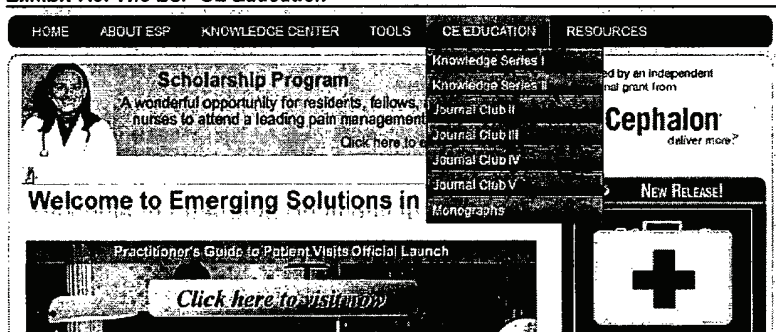 HOME ABOUT ESP KNOWLEDGE CENTER TOOLS CE EDUCATION RESOURCES
Knowledge Series I
Knowledge Series II
Journal Club II
Journal Club III
Journal Club IV
Journal Club V
Monographs
Scholarship Program
A wonderful opportunity for residents, fellows,
nurses to attend a leading pain management
Click here to
ed by an independent
nal grant from
Cephalon
deliver more.
Welcome to Emerging Solutions in
NEW RELEASE!
Practitioner's Guide to Patient Visits Official Launch
Click here to visit now